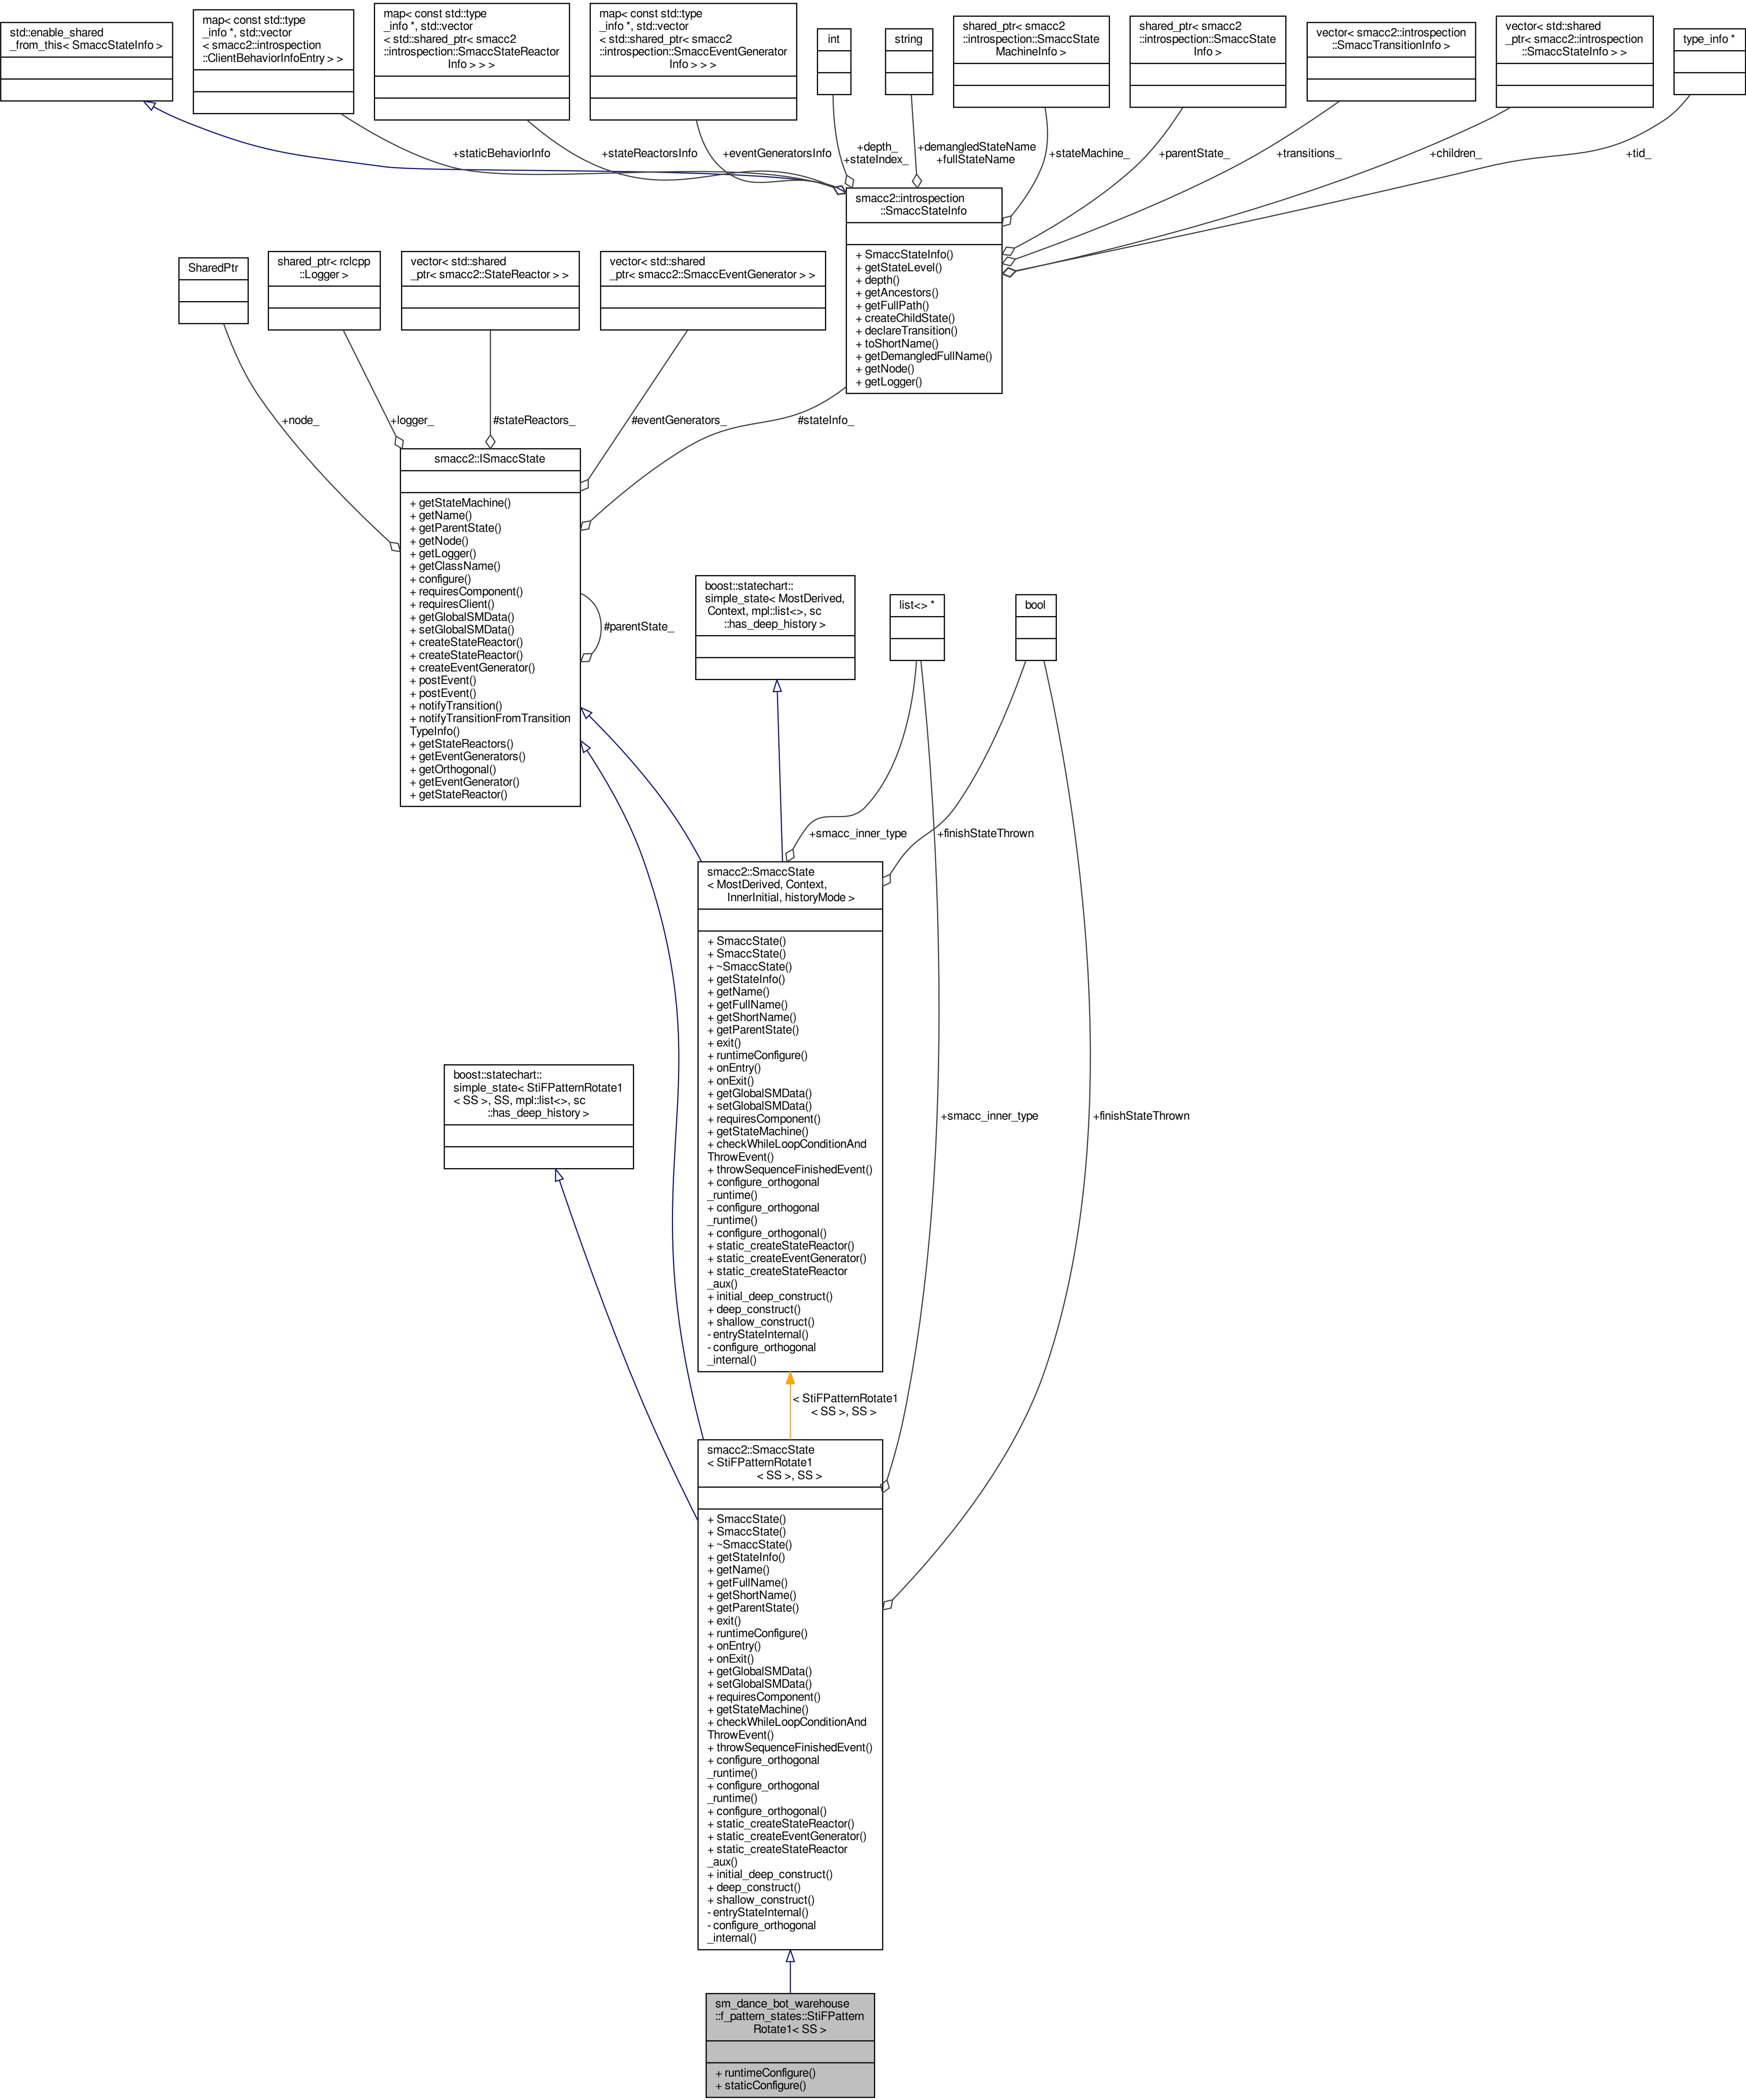 std::enable_shared
_from_this< SmaccStateInfo >
map< const std::type
_info *, std::vector
< smacc2::introspection
::ClientBehaviorInfoEntry > >
map< const std::type
_info *, std::vector
< std::shared_ptr< smacc2
::introspection::SmaccStateReactor
Info > > >
map< const std::type
_info *, std::vector
< std::shared_ptr< smacc2
::introspection::SmaccEventGenerator
Info > > >
int
string
shared_ptr< smacc2
::introspection::SmaccState
MachineInfo >
shared_ptr< smacc2
::introspection::SmaccState
Info >
vector< smacc2::introspection
::SmaccTransitionInfo >
vector< std::shared
_ptr< smacc2::introspection
::SmaccStateInfo > >
type_info *
+staticBehaviorInfo
+stateReactorsInfo
+eventGeneratorsInfo
+depth_
+stateIndex_
+demangledStateName
+fullStateName
+stateMachine_
+parentState_
+transitions_
+children_
+tid_
smacc2::introspection
::SmaccStateInfo
+ SmaccStateInfo()
+ getStateLevel()
+ depth()
+ getAncestors()
+ getFullPath()
+ createChildState()
+ declareTransition()
+ toShortName()
+ getDemangledFullName()
+ getNode()
+ getLogger()
SharedPtr
shared_ptr< rclcpp
::Logger >
vector< std::shared
_ptr< smacc2::StateReactor > >
vector< std::shared
_ptr< smacc2::SmaccEventGenerator > >
+node_
+logger_
#stateReactors_
#eventGenerators_
#stateInfo_
smacc2::ISmaccState
+ getStateMachine()
+ getName()
+ getParentState()
+ getNode()
+ getLogger()
+ getClassName()
+ configure()
+ requiresComponent()
+ requiresClient()
+ getGlobalSMData()
+ setGlobalSMData()
+ createStateReactor()
+ createStateReactor()
+ createEventGenerator()
+ postEvent()
+ postEvent()
+ notifyTransition()
+ notifyTransitionFromTransition
TypeInfo()
+ getStateReactors()
+ getEventGenerators()
+ getOrthogonal()
+ getEventGenerator()
+ getStateReactor()
#parentState_
boost::statechart::
simple_state< MostDerived,
Context, mpl::list<>, sc
::has_deep_history >
list<> *
bool
+smacc_inner_type
+finishStateThrown
smacc2::SmaccState
< MostDerived, Context,
InnerInitial, historyMode >
+ SmaccState()
+ SmaccState()
+ ~SmaccState()
+ getStateInfo()
+ getName()
+ getFullName()
+ getShortName()
+ getParentState()
+ exit()
+ runtimeConfigure()
+ onEntry()
+ onExit()
+ getGlobalSMData()
+ setGlobalSMData()
+ requiresComponent()
+ getStateMachine()
+ checkWhileLoopConditionAnd
ThrowEvent()
+ throwSequenceFinishedEvent()
+ configure_orthogonal
_runtime()
+ configure_orthogonal
_runtime()
+ configure_orthogonal()
+ static_createStateReactor()
+ static_createEventGenerator()
+ static_createStateReactor
_aux()
+ initial_deep_construct()
+ deep_construct()
+ shallow_construct()
- entryStateInternal()
- configure_orthogonal
_internal()
boost::statechart::
simple_state< StiFPatternRotate1
< SS >, SS, mpl::list<>, sc
::has_deep_history >
+smacc_inner_type
+finishStateThrown
< StiFPatternRotate1
< SS >, SS >
smacc2::SmaccState
< StiFPatternRotate1
< SS >, SS >
+ SmaccState()
+ SmaccState()
+ ~SmaccState()
+ getStateInfo()
+ getName()
+ getFullName()
+ getShortName()
+ getParentState()
+ exit()
+ runtimeConfigure()
+ onEntry()
+ onExit()
+ getGlobalSMData()
+ setGlobalSMData()
+ requiresComponent()
+ getStateMachine()
+ checkWhileLoopConditionAnd
ThrowEvent()
+ throwSequenceFinishedEvent()
+ configure_orthogonal
_runtime()
+ configure_orthogonal
_runtime()
+ configure_orthogonal()
+ static_createStateReactor()
+ static_createEventGenerator()
+ static_createStateReactor
_aux()
+ initial_deep_construct()
+ deep_construct()
+ shallow_construct()
- entryStateInternal()
- configure_orthogonal
_internal()
sm_dance_bot_warehouse
::f_pattern_states::StiFPattern
Rotate1< SS >
+ runtimeConfigure()
+ staticConfigure()